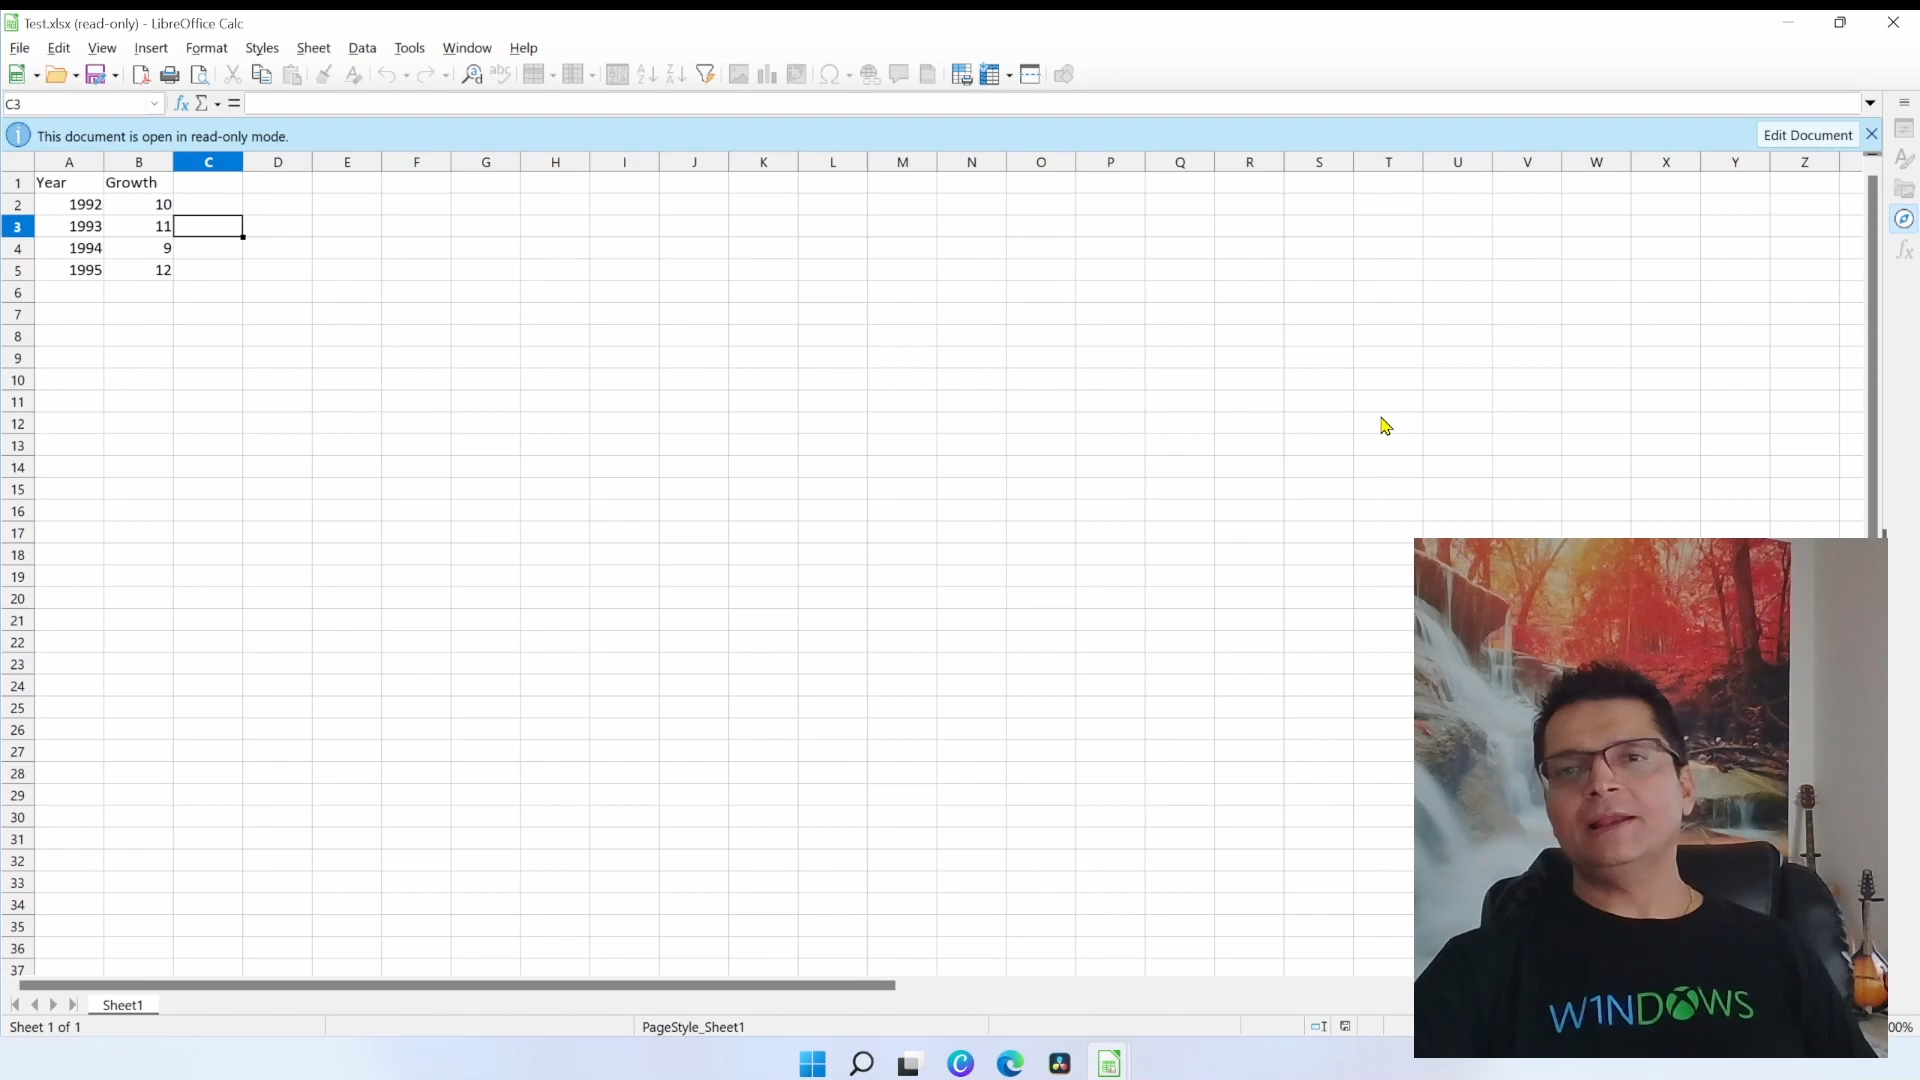 Test.xlsx (read-only) - LibreOffice Calc
File Edit View Insert Format Styles Sheet Data Tools Window Help
C3
This document is open in read-only mode.
Edit Document
A B C D E F G H I J K L M N O P Q R S T U V W X Y Z
1 Year Growth
2 1992 10
3 1993 11
4 1994 9
5 1995 12
6
7
8
9
10
11
12
13
14
15
16
17
18
19
20
21
22
23
24
25
26
27
28
29
30
31
32
33
34
35
36
37
W1NDOWS
Sheet1
Sheet 1 of 1 PageStyle_Sheet1 00%